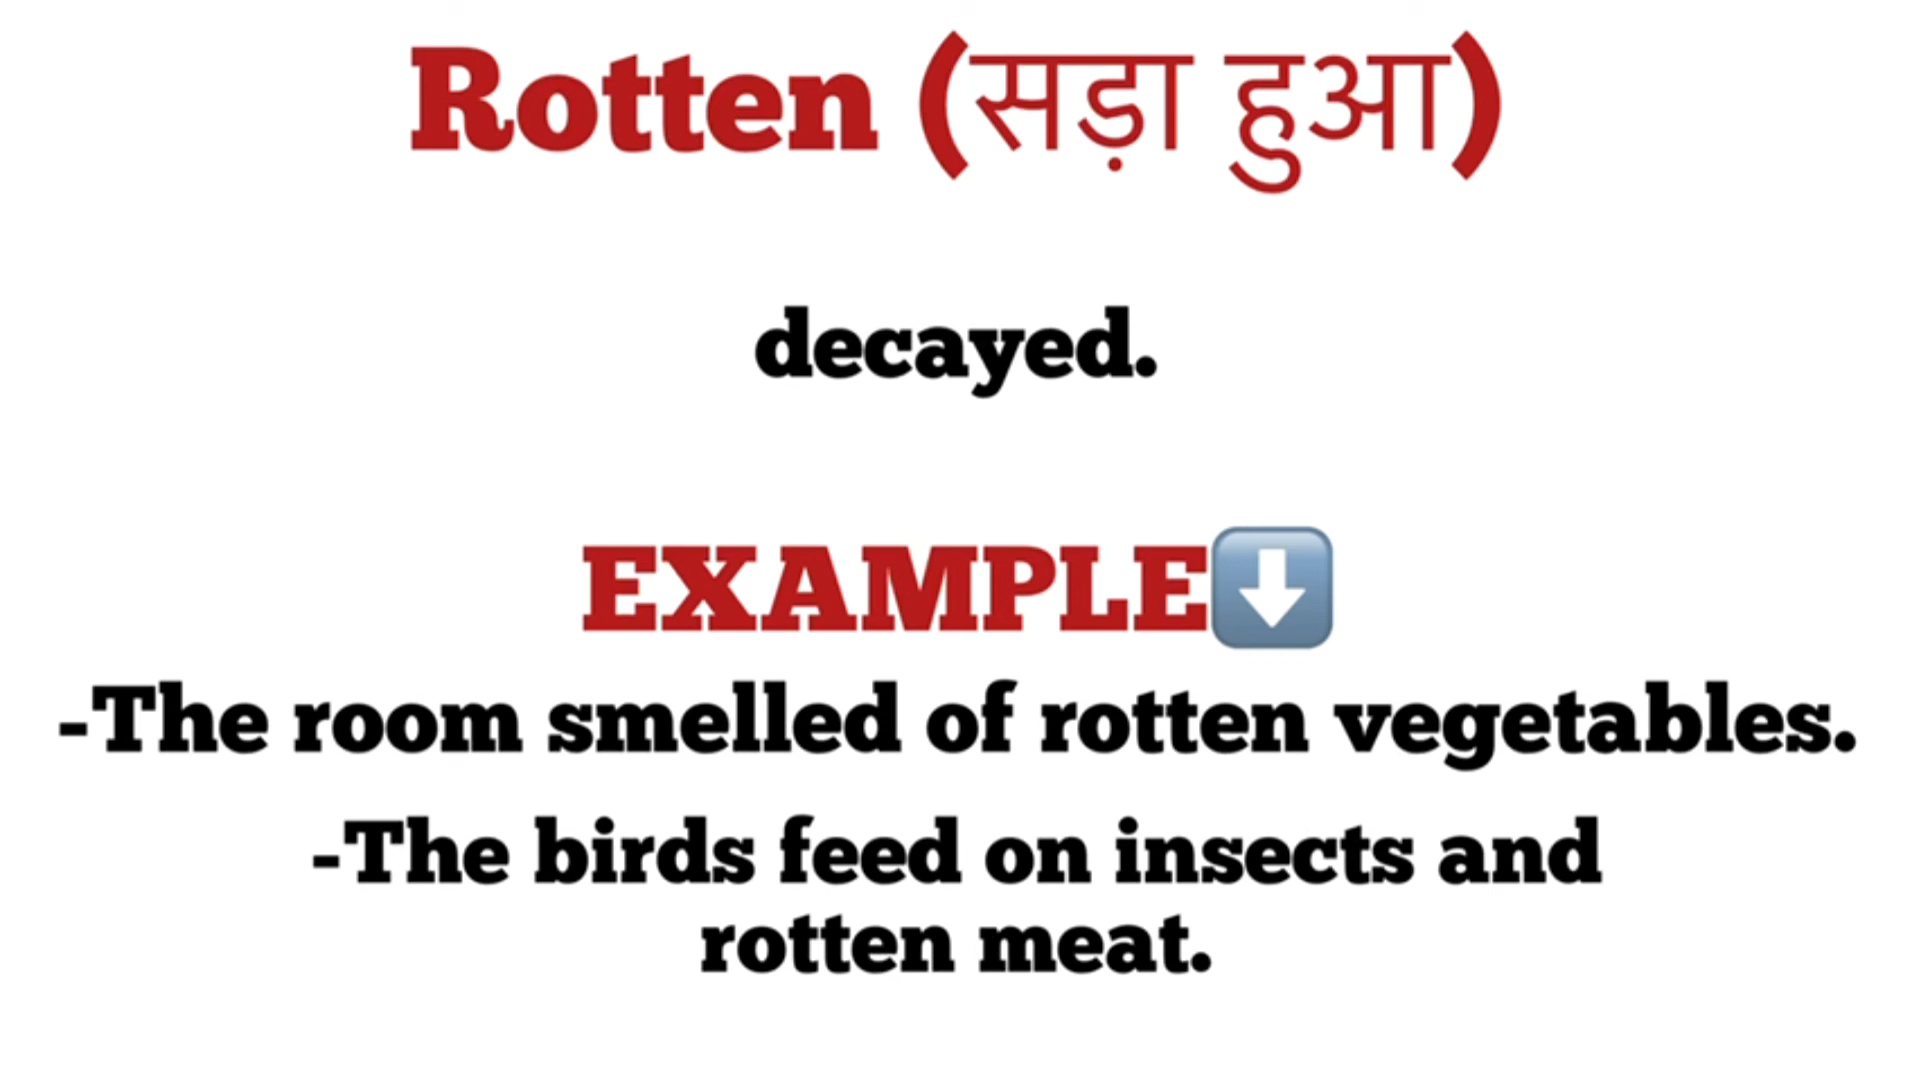 Rotten (सड़ा हुआ)
decayed.
EXAMPLE⬇️
-The room smelled of rotten vegetables.
-The birds feed on insects and
rotten meat.